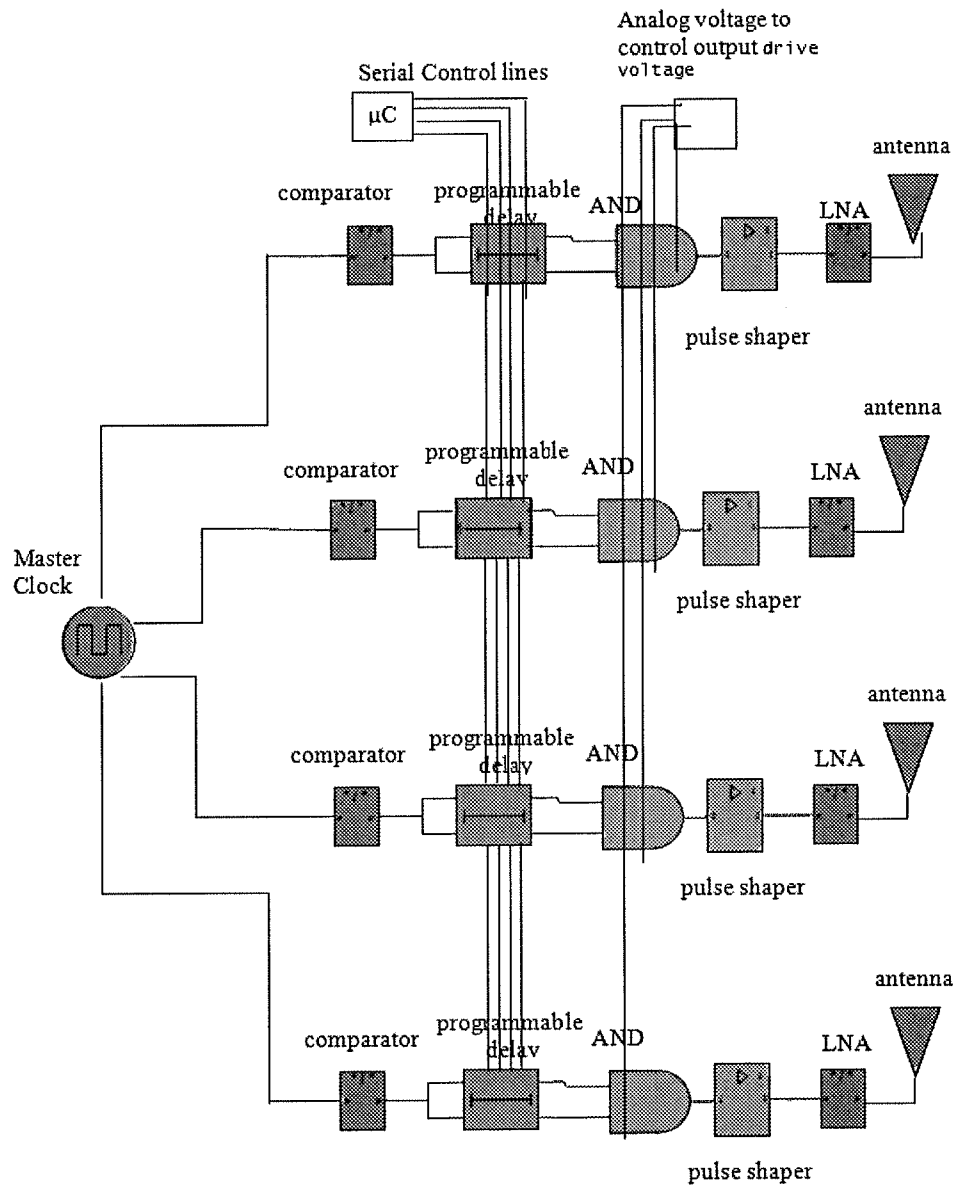 Analog voltage to
control output drive
voltage
Serial Control lines
µC
antenna
comparator
programmable
delay
AND
LNA
pulse shaper
antenna
comparator
programmable
delay
AND
LNA
Master
Clock
pulse shaper
antenna
comparator
programmable
delay
AND
LNA
pulse shaper
antenna
comparator
programmable
delay
AND
LNA
pulse shaper